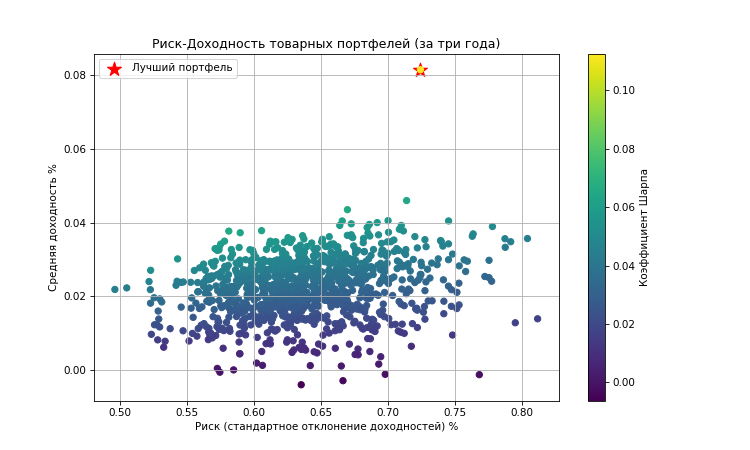 Риск-Доходность товарных портфелей (за три года)
Лучший портфель
Средняя доходность %
0.08
0.06
0.04
0.02
0.00
0.50 0.55 0.60 0.65 0.70 0.75 0.80
Риск (стандартное отклонение доходностей) %
0.10
0.08
0.06
0.04
0.02
0.00
Коэффициент Шарпа